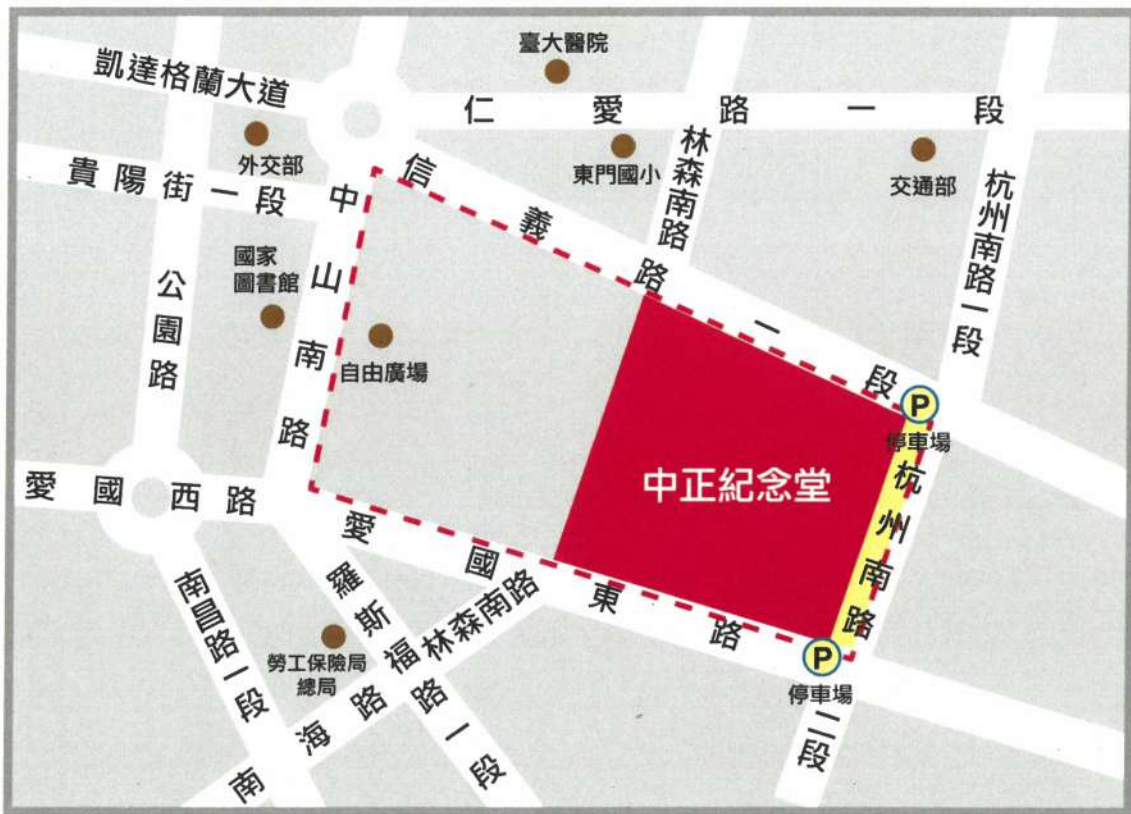 臺大醫院
凱達格蘭大道
仁愛路一段
外交部
東門國小
林森南路
交通部
杭州南路一段
貴陽街一段
中山南路
信義路一段
國家
圖書館
公園路
自由廣場
P
停車場
中正紀念堂
杭州南路二段
愛國西路
愛國東路
南昌路一段
羅斯福路一段
林森南路
勞工保險局
總局
南海路
P
停車場